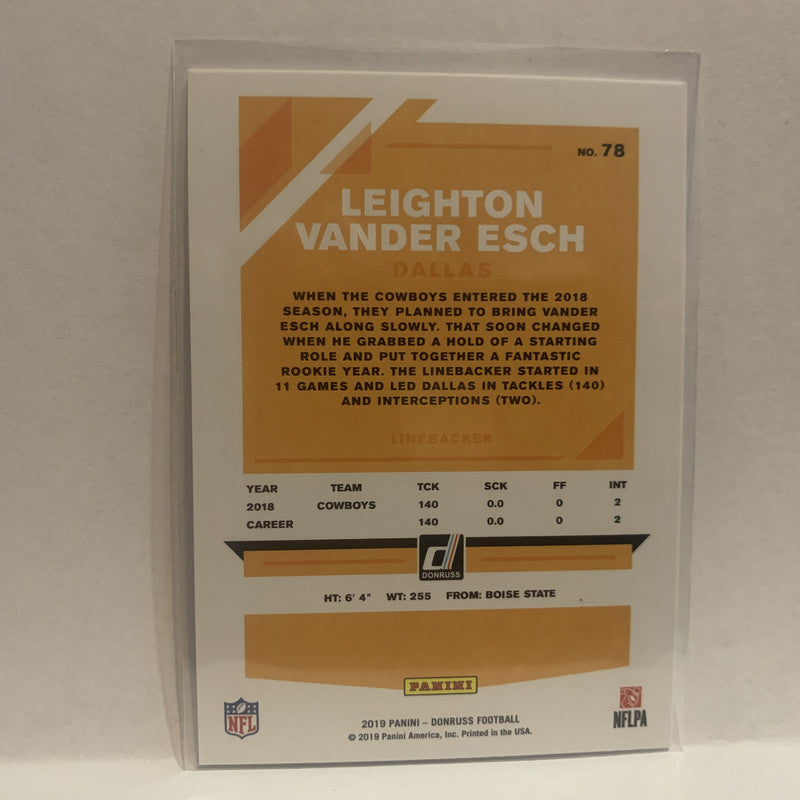 NO. 78
LEIGHTON
VANDER ESCH
DALLAS
WHEN THE COWBOYS ENTERED THE 2018
SEASON, THEY PLANNED TO BRING VANDER
ESCH ALONG SLOWLY. THAT SOON CHANGED
WHEN HE GRABBED A HOLD OF A STARTING
ROLE AND PUT TOGETHER A FANTASTIC
ROOKIE YEAR. THE LINEBACKER STARTED IN
11 GAMES AND LED DALLAS IN TACKLES (140)
AND INTERCEPTIONS (TWO).
LINEBACKER
YEAR TEAM TCK SCK FF INT
2018 COWBOYS 140 0.0 0 2
CAREER 140 0.0 0 2
d
DONRUSS
HT: 6' 4" WT: 255 FROM: BOISE STATE
PANINI
NFL
2019 PANINI – DONRUSS FOOTBALL
© 2019 Panini America, Inc. Printed in the USA.
NFLPA